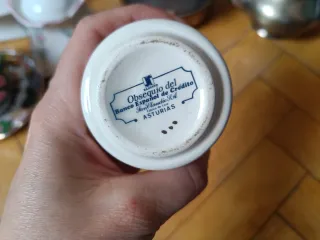 Obsequio del
Banco Español de Crédito
ASTURIAS